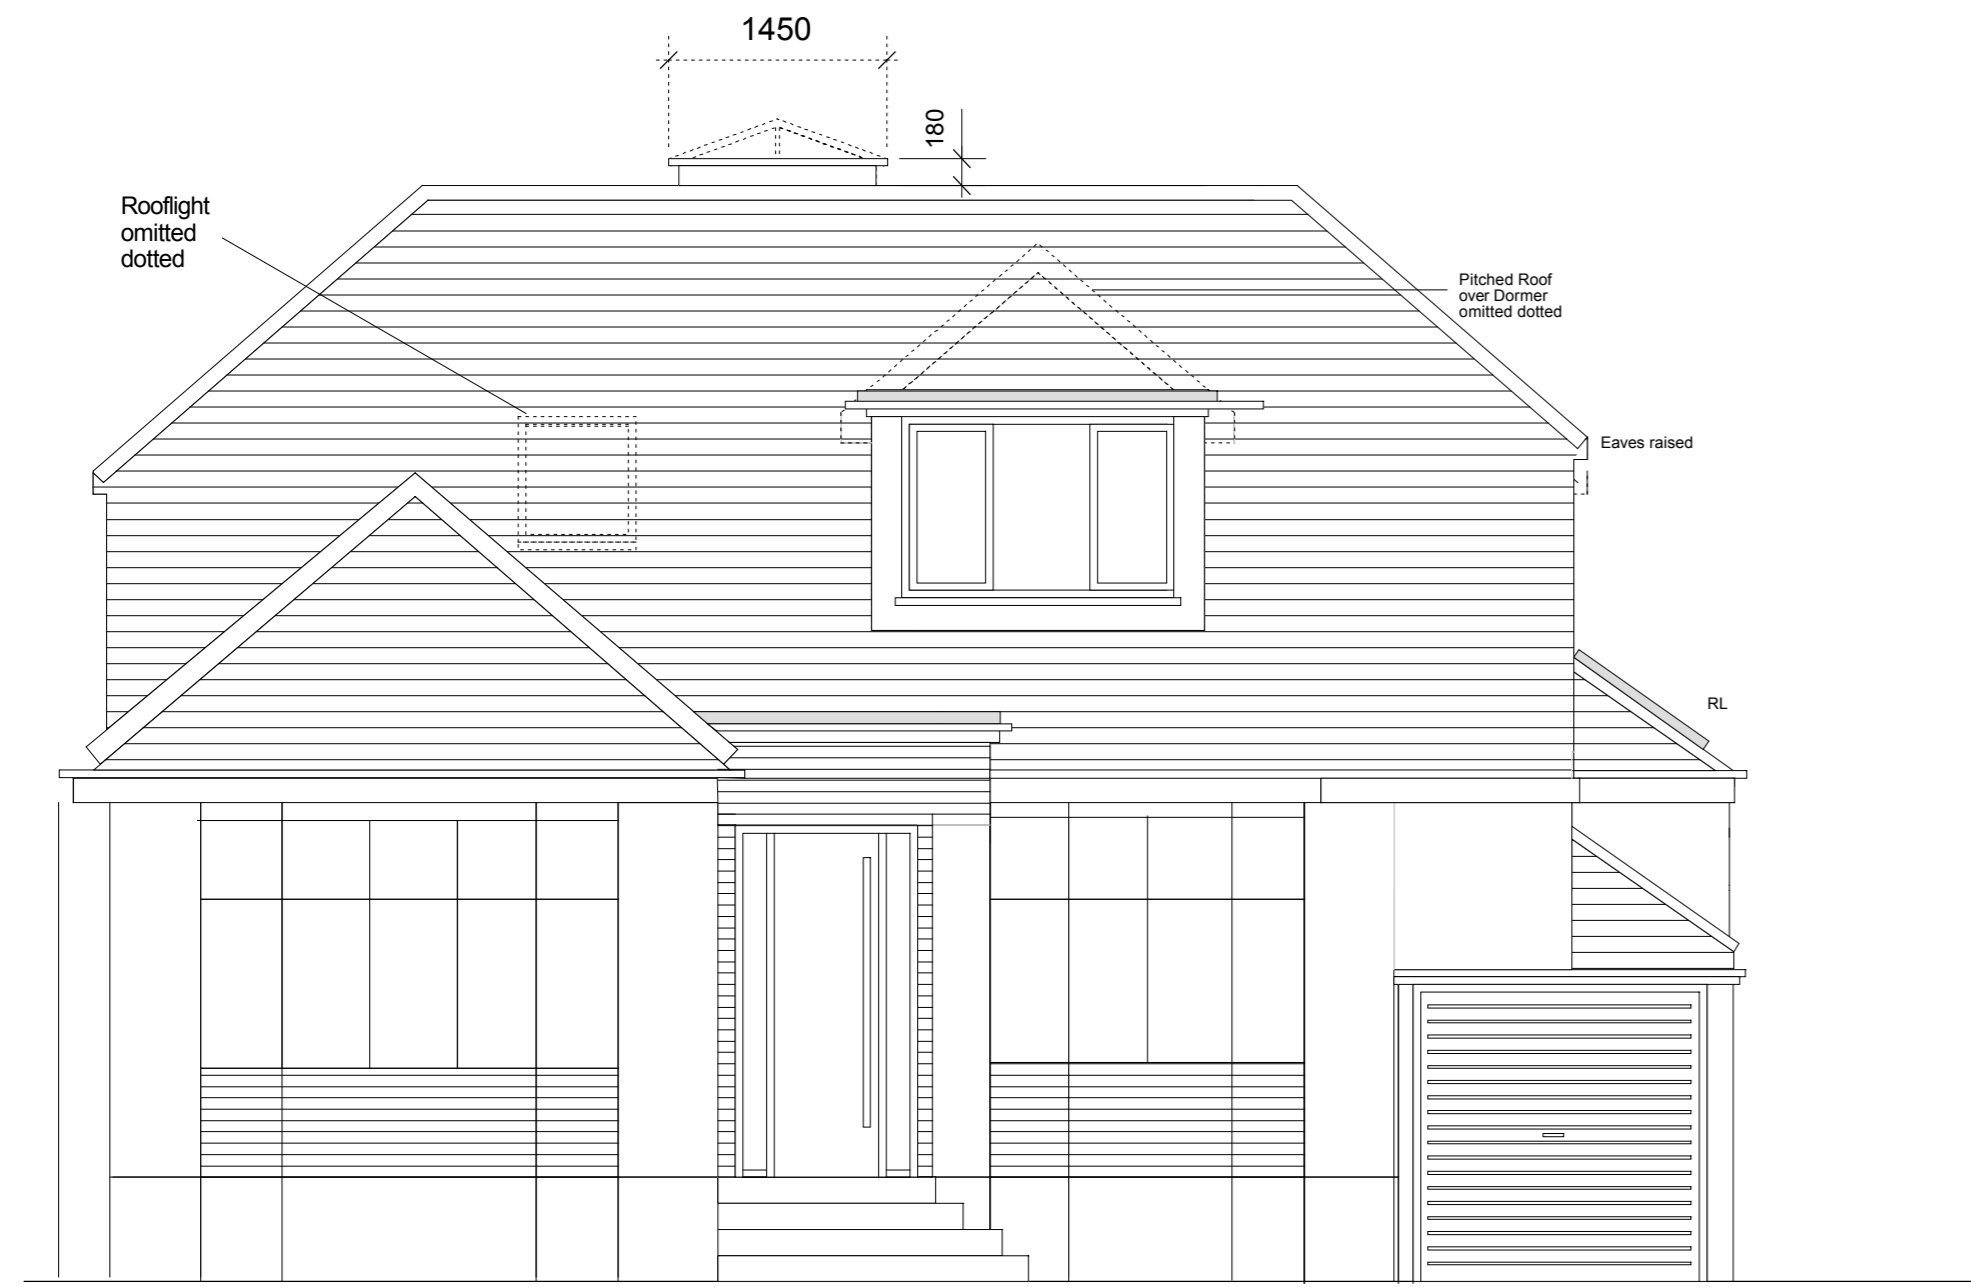 1450
180
Rooflight
omitted
dotted
Pitched Roof
over Dormer
omitted dotted
Eaves raised
RL